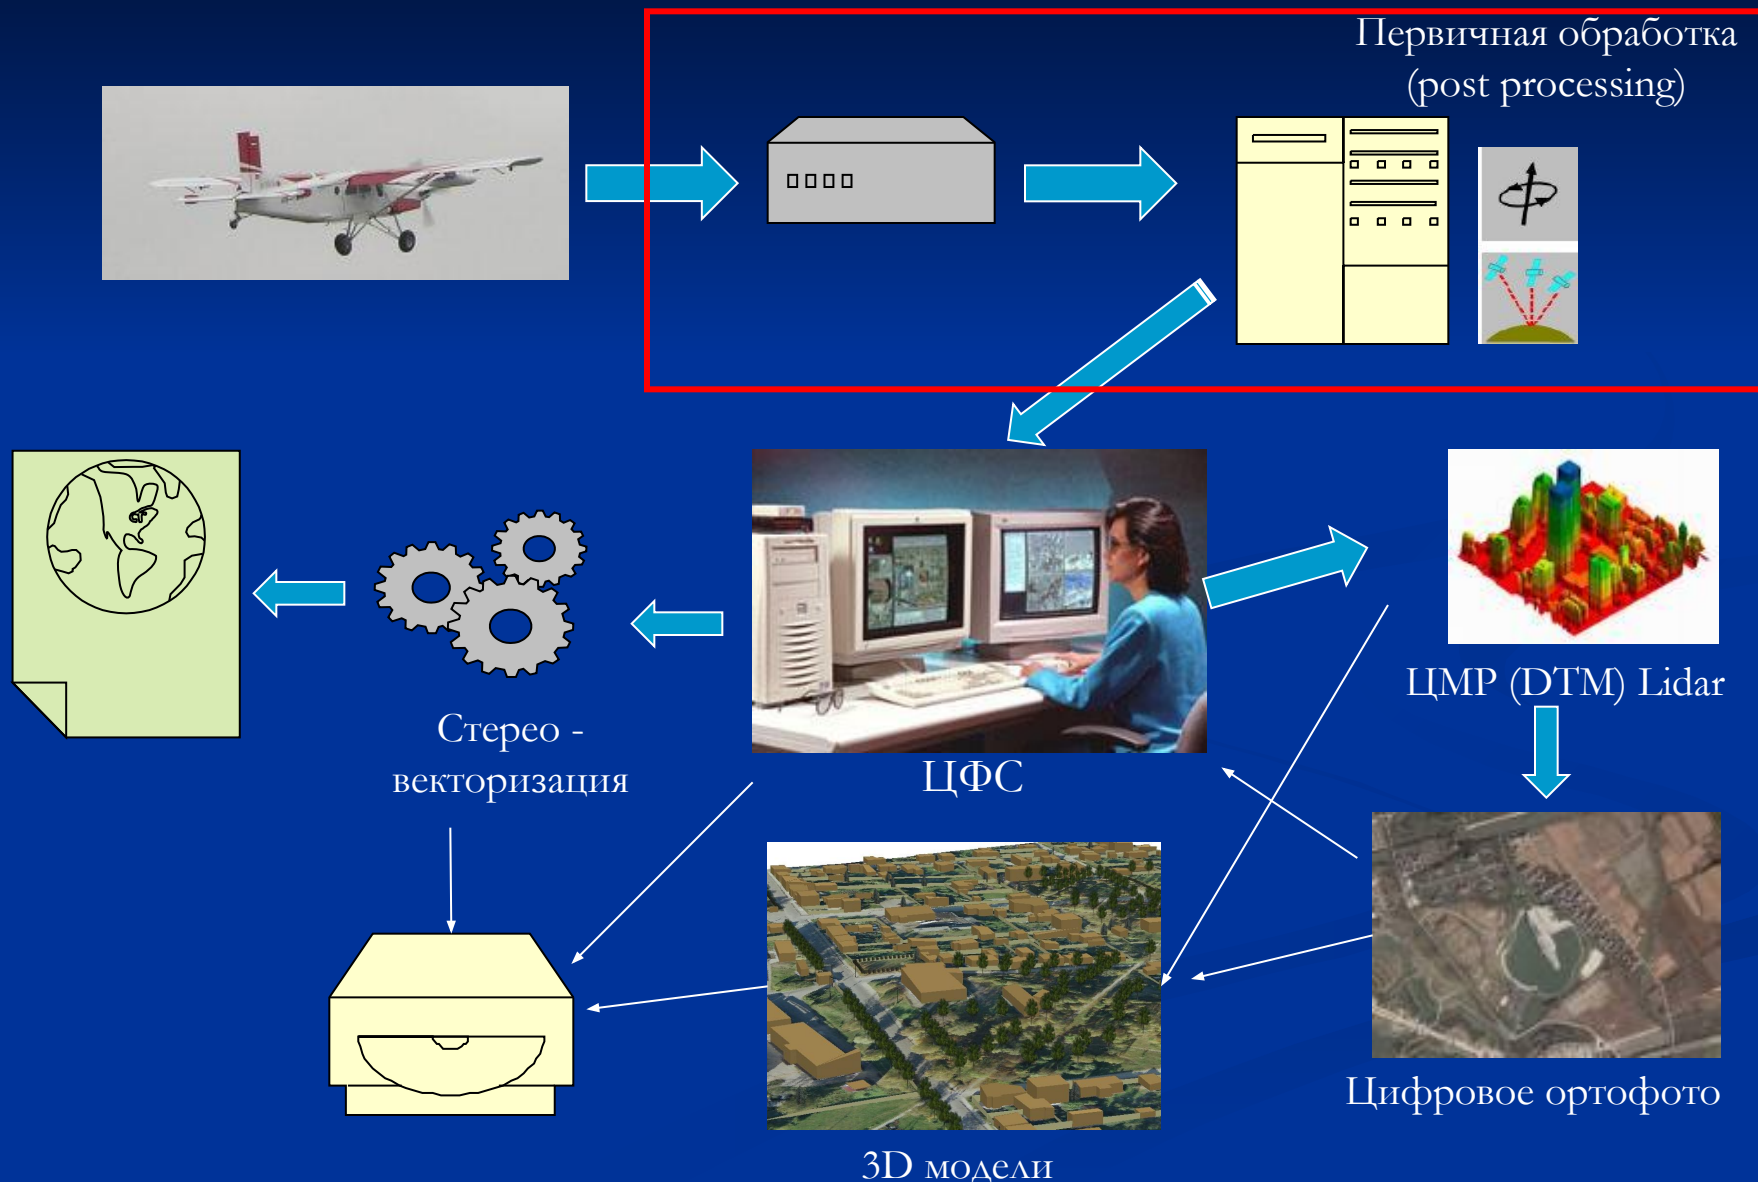 Первичная обработка
(post processing)
ЦМР (DTM) Lidar
Стерео -
векторизация
ЦФС
Цифровое ортофото
3D модели